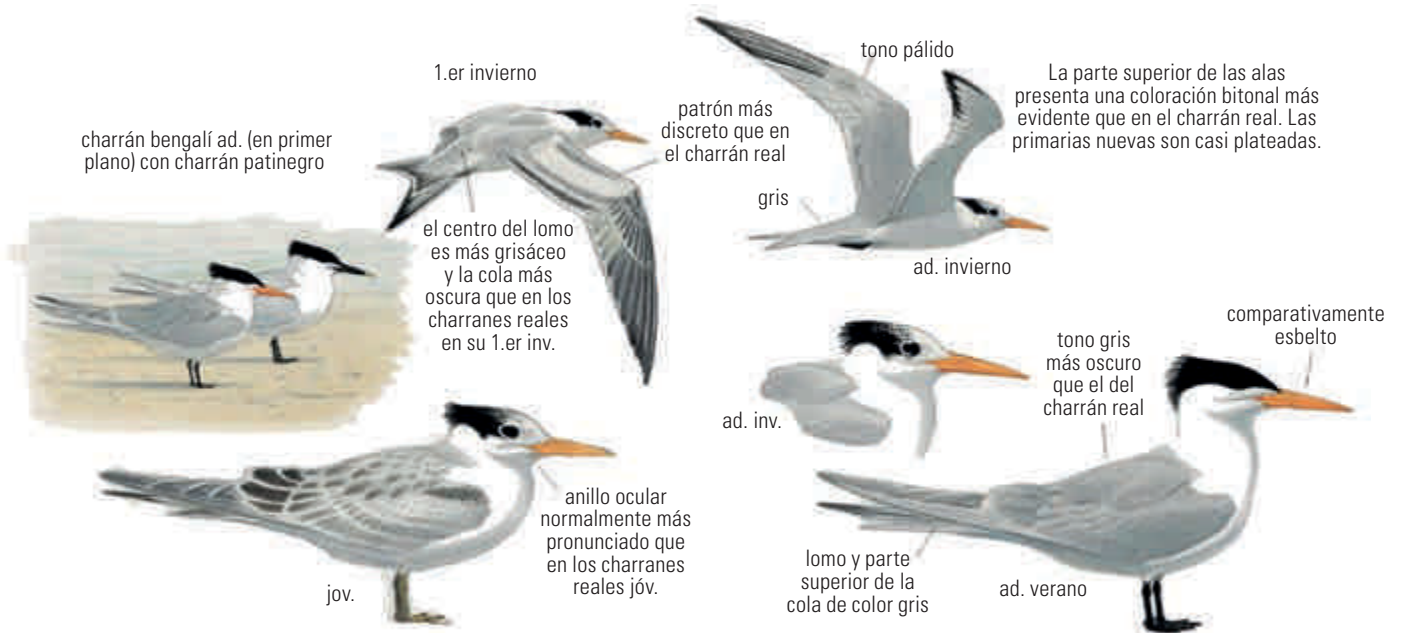 1.er invierno
charrán bengalí ad. (en primer
plano) con charrán patinegro
patrón más
discreto que en
el charrán real
el centro del lomo
es más grisáceo
y la cola más
oscura que en los
charranes reales
en su 1.er inv.
tono pálido
La parte superior de las alas
presenta una coloración bitonal más
evidente que en el charrán real. Las
primarias nuevas son casi plateadas.
gris
ad. invierno
ad. inv.
tono gris
más oscuro
que el del
charrán real
comparativamente
esbelto
anillo ocular
normalmente más
pronunciado que
en los charranes
reales jóv.
jov.
lomo y parte
superior de la
cola de color gris
ad. verano